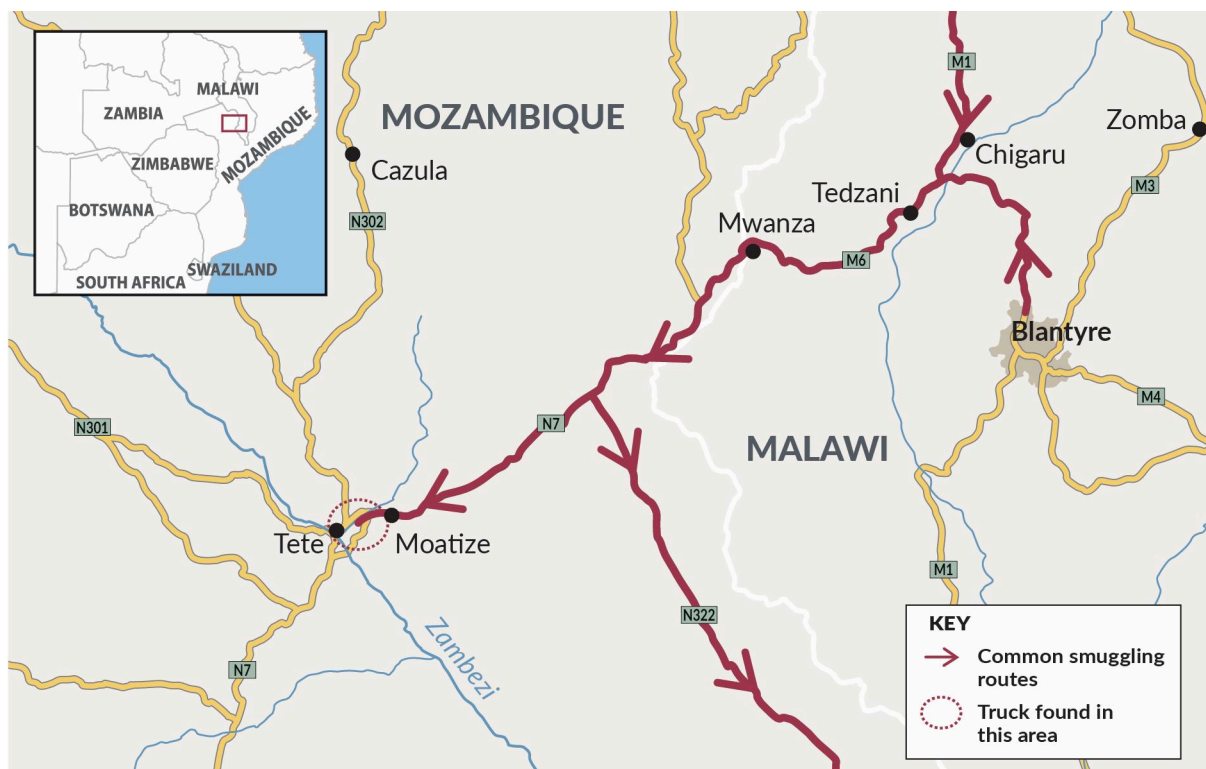 MALAWI
ZAMBIA
MOZAMBIQUE
ZIMBABWE
BOTSWANA
SWAZILAND
SOUTH AFRICA
MOZAMBIQUE
Cazula
N302
M1
Zomba
Chigaru
Tedzani
M3
Mwanza
M6
Blantyre
M4
N301
N7
MALAWI
Tete
Moatize
M1
N322
Zambezi
N7
KEY
Common smuggling
routes
Truck found in
this area